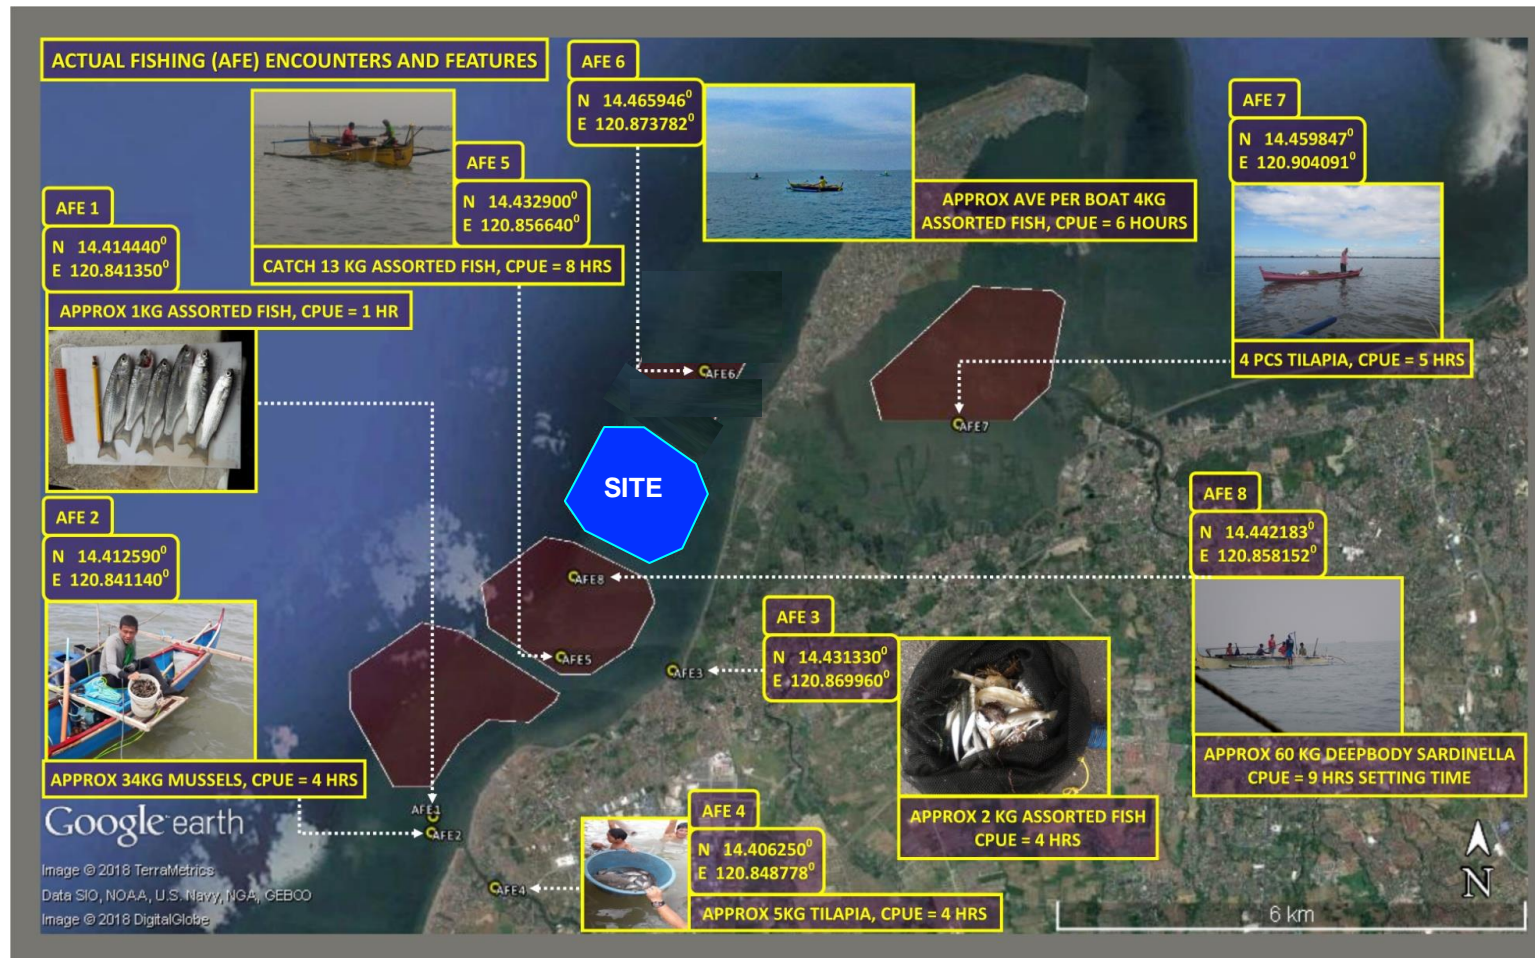 ACTUAL FISHING (AFE) ENCOUNTERS AND FEATURES
AFE 6
N 14.465946⁰
E 120.873782⁰
APPROX AVE PER BOAT 4KG
ASSORTED FISH, CPUE = 6 HOURS
AFE 7
N 14.459847⁰
E 120.904091⁰
4 PCS TILAPIA, CPUE = 5 HRS
AFE 5
N 14.432900⁰
E 120.856640⁰
CATCH 13 KG ASSORTED FISH, CPUE = 8 HRS
AFE 1
N 14.414440⁰
E 120.841350⁰
APPROX 1KG ASSORTED FISH, CPUE = 1 HR
AFE6
AFE7
SITE
AFE 2
N 14.412590⁰
E 120.841140⁰
APPROX 34KG MUSSELS, CPUE = 4 HRS
AFE 8
N 14.442183⁰
E 120.858152⁰
APPROX 60 KG DEEPBODY SARDINELLA
CPUE = 9 HRS SETTING TIME
AFE8
AFE5
AFE3
AFE 3
N 14.431330⁰
E 120.869960⁰
APPROX 2 KG ASSORTED FISH
CPUE = 4 HRS
AFE1
AFE2
AFE4
AFE 4
N 14.406250⁰
E 120.848778⁰
APPROX 5KG TILAPIA, CPUE = 4 HRS
Google earth
Image © 2018 TerraMetrics
Data SIO, NOAA, U.S. Navy, NGA, GEBCO
Image © 2018 DigitalGlobe
N
6 km